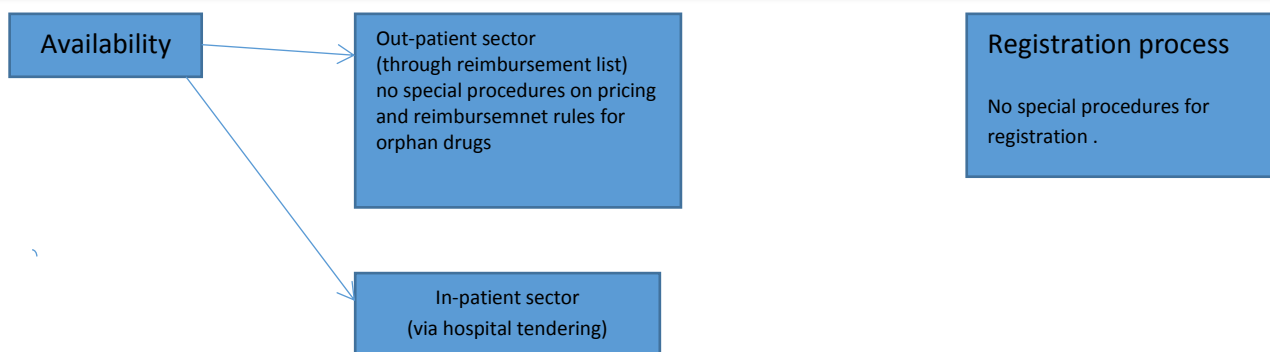 Availability
Out-patient sector
(through reimbursement list)
no special procedures on pricing
and reimbursemnet rules for
orphan drugs
In-patient sector
(via hospital tendering)
Registration process
No special procedures for
registration .